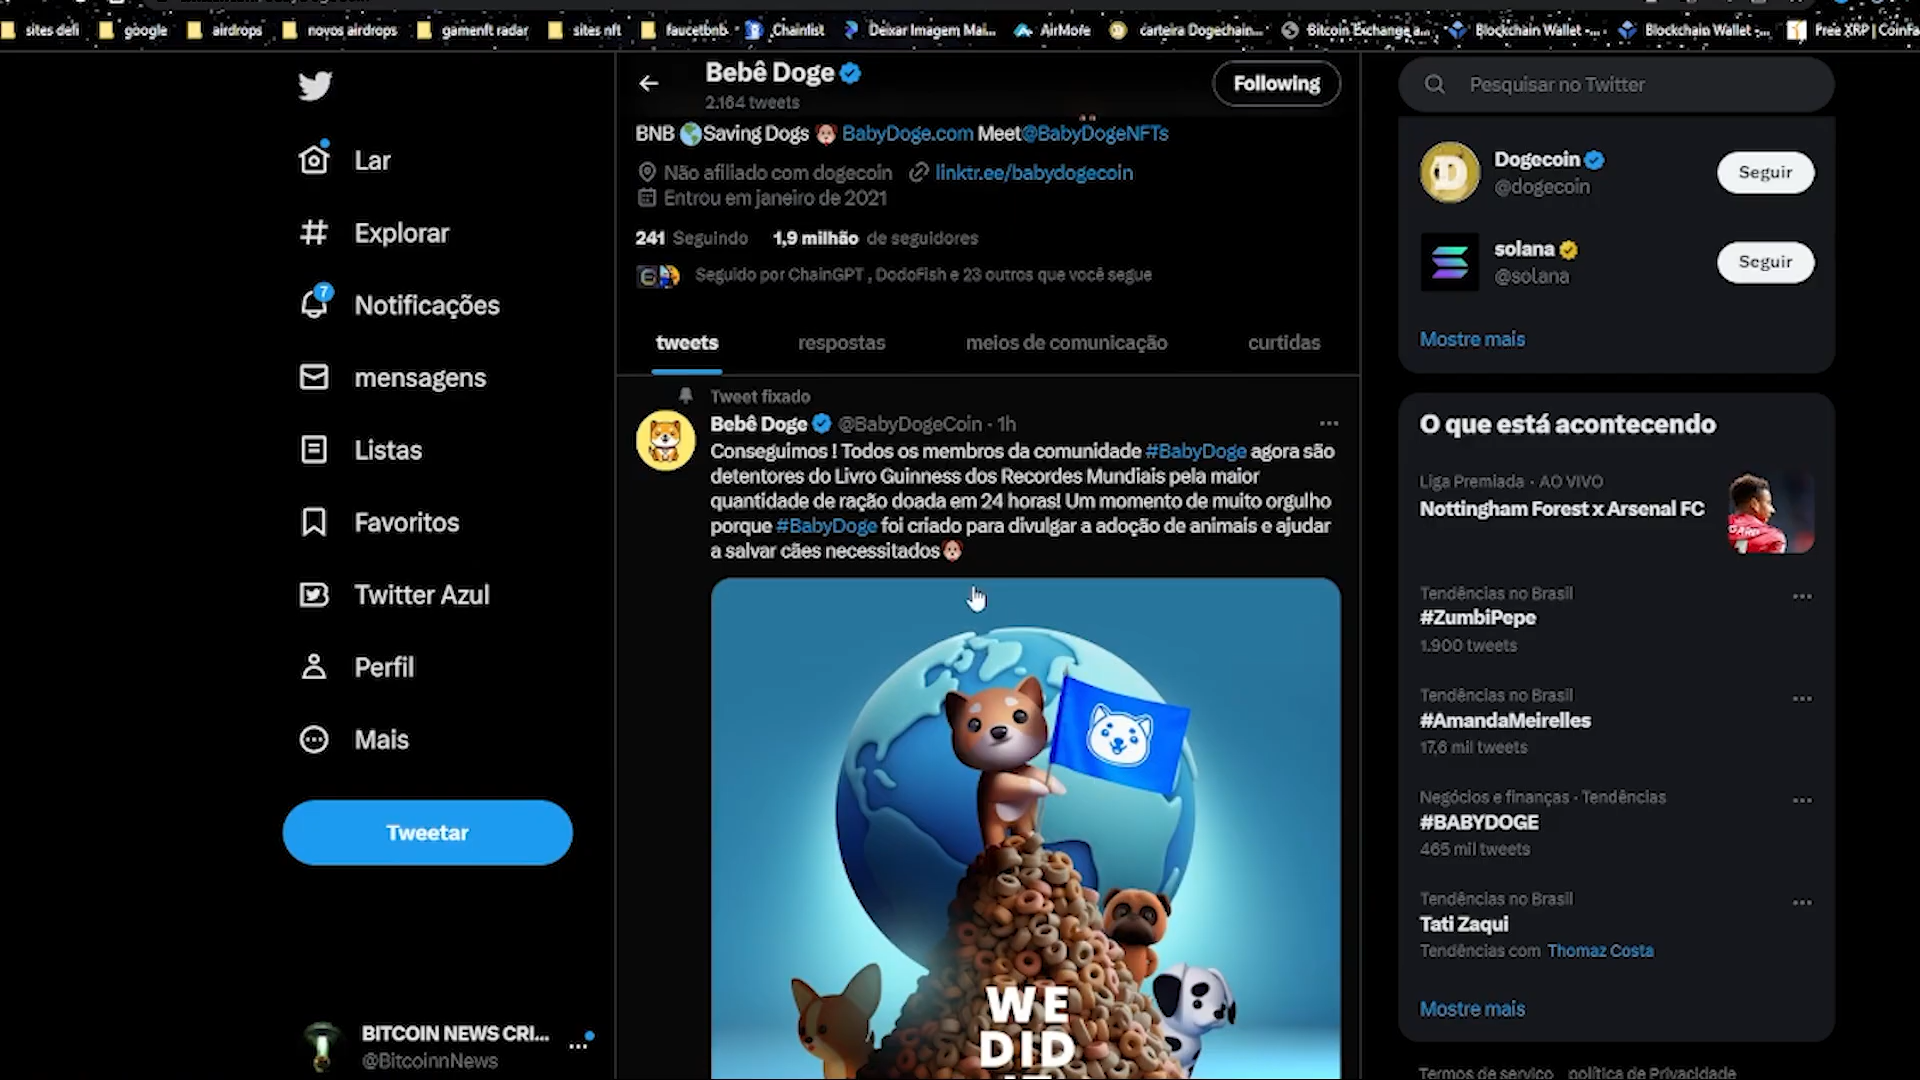 sites defi
google
airdrops
novos airdrops
gamenft radar
sites nft
faucetbnb
Chainlist
Deixar Imagem Mai...
AirMore
carteira Dogechain...
Bitcoin Exchange a...
Blockchain Wallet -...
Blockchain Wallet -...
Free XRP | CoinFa
Lar
Explorar
7
Notificações
mensagens
Listas
Favoritos
Twitter Azul
Perfil
Mais
Tweetar
BITCOIN NEWS CRI...
@BitcoinnNews
Bebê Doge
2.164 tweets
Following
BNB 🌎Saving Dogs 🐶 BabyDoge.com Meet@BabyDogeNFTs
Não afiliado com dogecoin linktr.ee/babydogecoin
Entrou em janeiro de 2021
241 Seguindo 1,9 milhão de seguidores
Seguido por ChainGPT , DodoFish e 23 outros que você segue
tweets respostas meios de comunicação curtidas
Tweet fixado
Bebê Doge @BabyDogeCoin · 1h
Conseguimos ! Todos os membros da comunidade #BabyDoge agora são
detentores do Livro Guinness dos Recordes Mundiais pela maior
quantidade de ração doada em 24 horas! Um momento de muito orgulho
porque #BabyDoge foi criado para divulgar a adoção de animais e ajudar
a salvar cães necessitados🐶
WE
DID
Pesquisar no Twitter
Dogecoin
@dogecoin
Seguir
solana
@solana
Seguir
Mostre mais
O que está acontecendo
Liga Premiada · AO VIVO
Nottingham Forest x Arsenal FC
Tendências no Brasil
#ZumbiPepe
1.900 tweets
Tendências no Brasil
#AmandaMeirelles
17,6 mil tweets
Negócios e finanças · Tendências
#BABYDOGE
465 mil tweets
Tendências no Brasil
Tati Zaqui
Tendências com Thomaz Costa
Mostre mais
Termos de serviço política de Privacidade